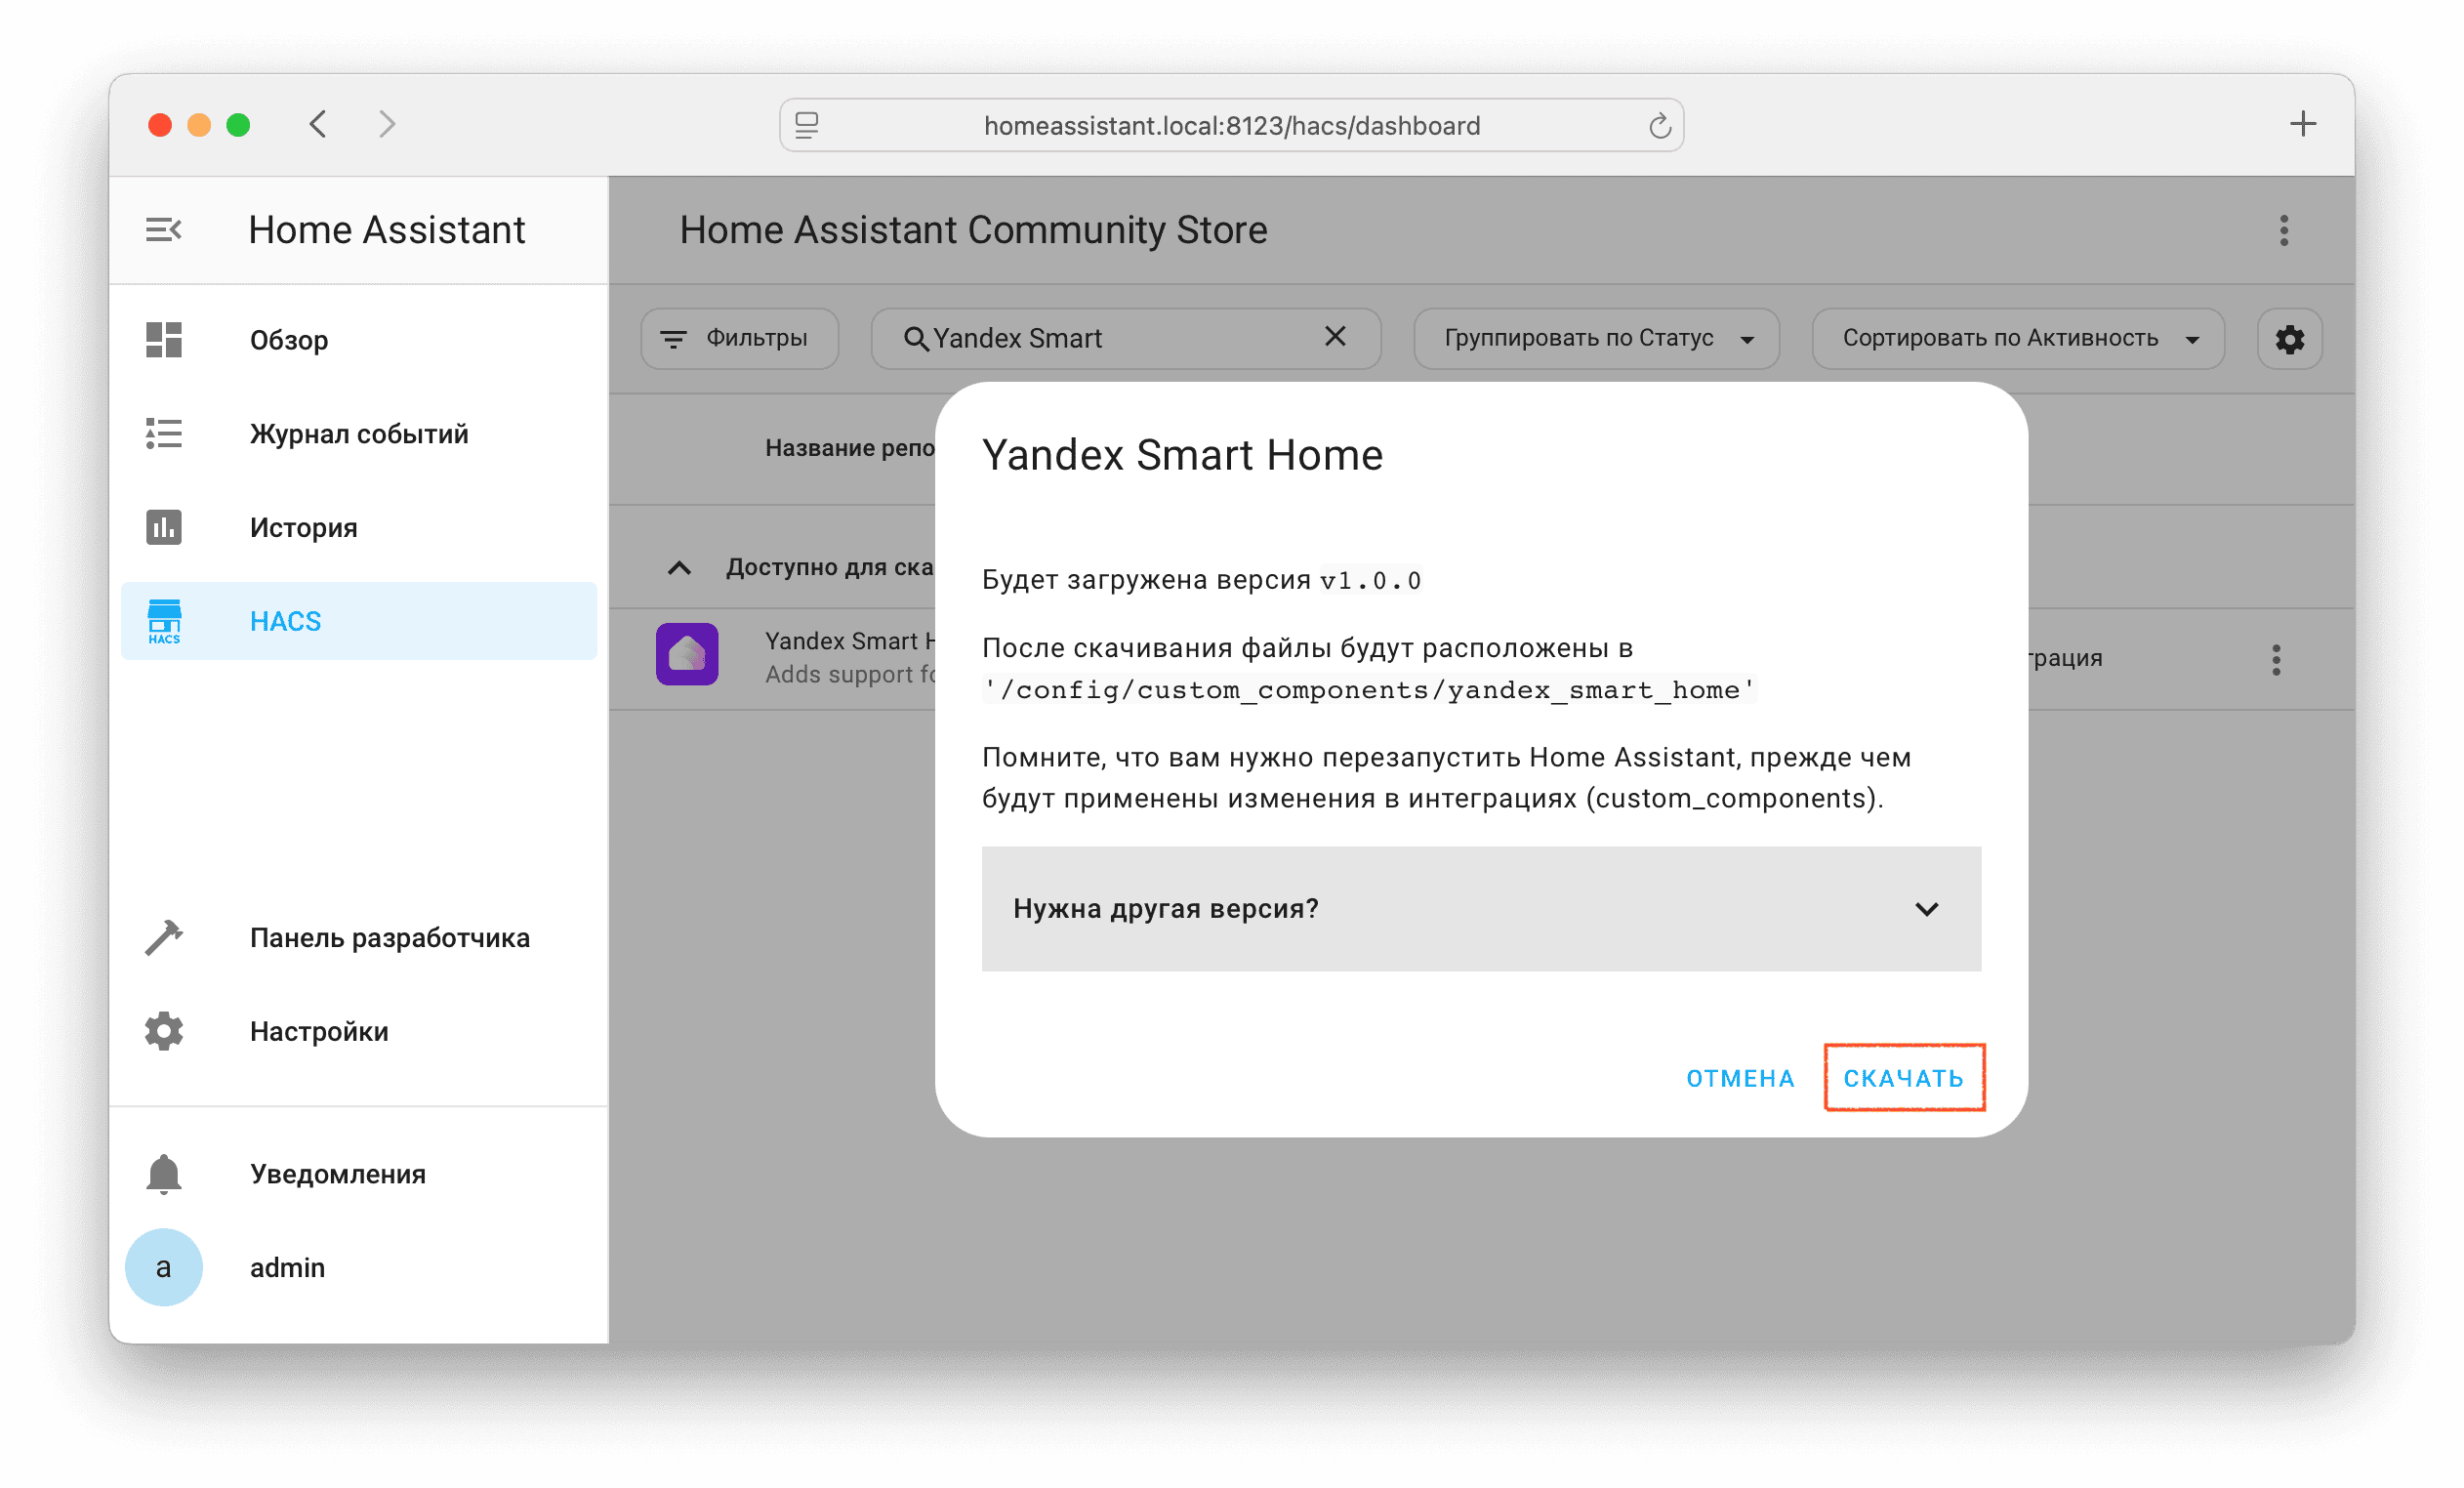 homeassistant.local:8123/hacs/dashboard
Home Assistant
Home Assistant Community Store
Обзор
Журнал событий
История
HACS
HACS
Панель разработчика
Настройки
Уведомления
a
admin
Фильтры
Yandex Smart
Группировать по Статус
Сортировать по Активность
Название репо
Доступно для ска
Yandex Smart H
Adds support fo
грация
Yandex Smart Home
Будет загружена версия v1.0.0
После скачивания файлы будут расположены в
'/config/custom_components/yandex_smart_home'
Помните, что вам нужно перезапустить Home Assistant, прежде чем
будут применены изменения в интеграциях (custom_components).
Нужна другая версия?
ОТМЕНА
СКАЧАТЬ